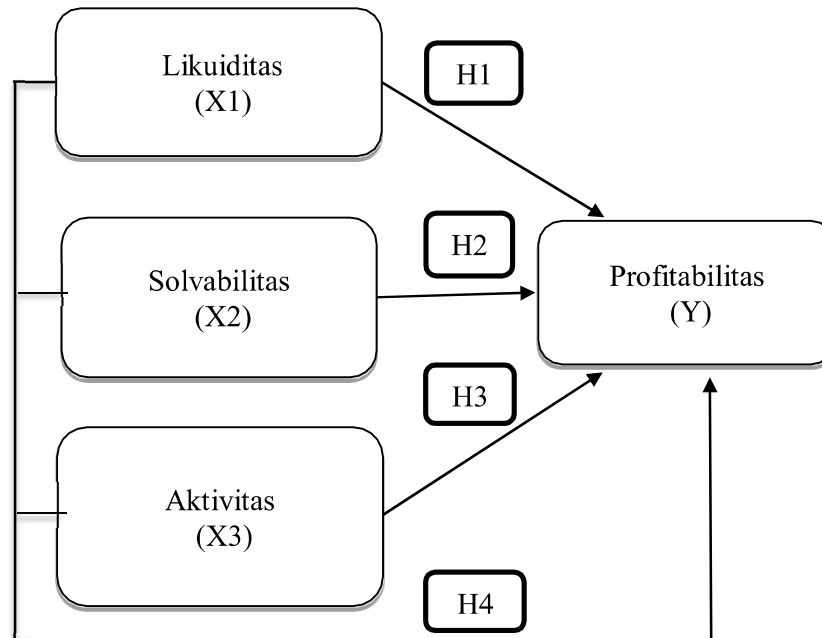 Likuiditas
(X1)
H1
Solvabilitas
(X2)
H2
Profitabilitas
(Y)
H3
Aktivitas
(X3)
H4